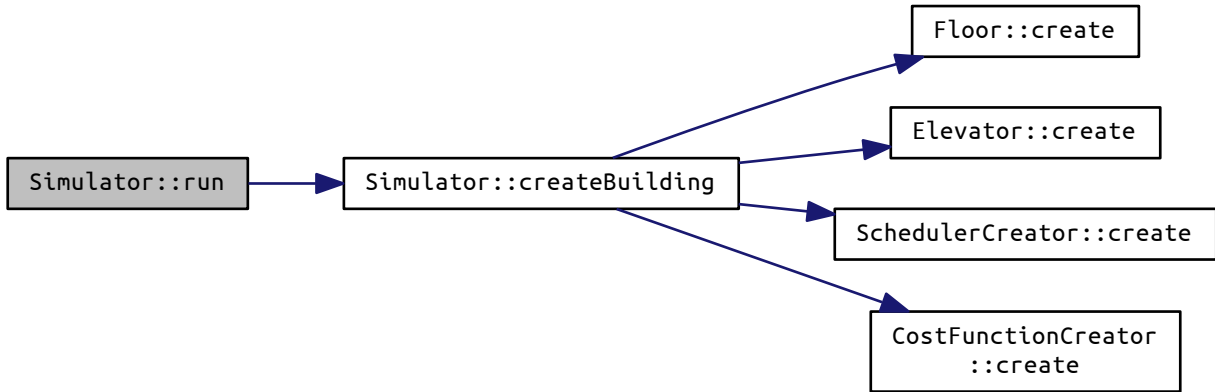 Simulator::run
Simulator::createBuilding
Floor::create
Elevator::create
SchedulerCreator::create
CostFunctionCreator
::create